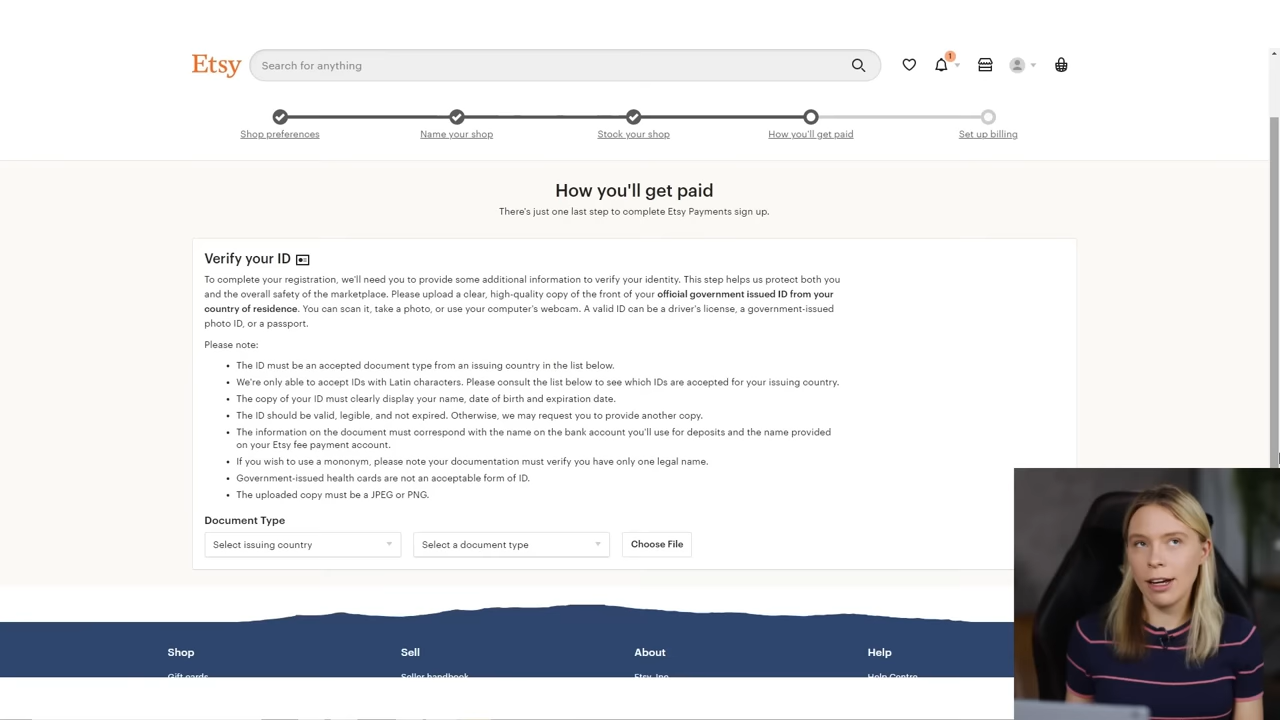 Etsy
Search for anything
1
Shop preferences
Name your shop
Stock your shop
How you'll get paid
Set up billing
How you'll get paid
There's just one last step to complete Etsy Payments sign up.
Verify your ID
To complete your registration, we'll need you to provide some additional information to verify your identity. This step helps us protect both you
and the overall safety of the marketplace. Please upload a clear, high-quality copy of the front of your official government issued ID from your
country of residence. You can scan it, take a photo, or use your computer's webcam. A valid ID can be a driver's license, a government-issued
photo ID, or a passport.
Please note:
• The ID must be an accepted document type from an issuing country in the list below.
• We're only able to accept IDs with Latin characters. Please consult the list below to see which IDs are accepted for your issuing country.
• The copy of your ID must clearly display your name, date of birth and expiration date.
• The ID should be valid, legible, and not expired. Otherwise, we may request you to provide another copy.
• The information on the document must correspond with the name on the bank account you'll use for deposits and the name provided
on your Etsy fee payment account.
• If you wish to use a mononym, please note your documentation must verify you have only one legal name.
• Government-issued health cards are not an acceptable form of ID.
• The uploaded copy must be a JPEG or PNG.
Document Type
Select issuing country
Select a document type
Choose File
Shop
Sell
About
Help
Gift cards
Seller handbook
Etsy, Inc.
Help Centre